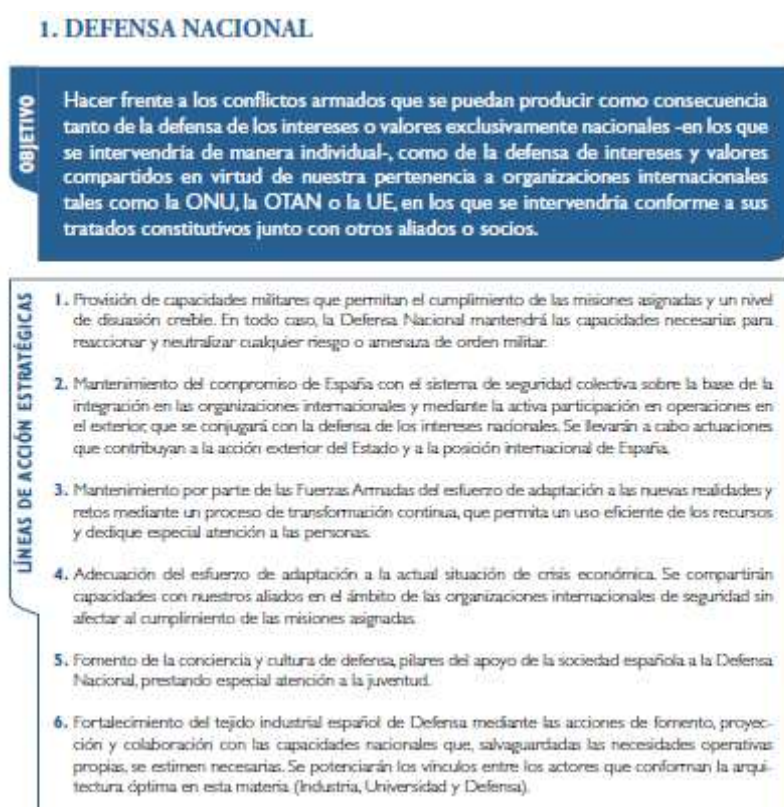 1. DEFENSA NACIONAL
OBJETIVO
Hacer frente a los conflictos armados que se puedan producir como consecuencia
tanto de la defensa de los intereses o valores exclusivamente nacionales -en los que
se intervendría de manera individual-, como de la defensa de intereses y valores
compartidos en virtud de nuestra pertenencia a organizaciones internacionales
tales como la ONU, la OTAN o la UE, en los que se intervendría conforme a sus
tratados constitutivos junto con otros aliados o socios.
LÍNEAS DE ACCIÓN ESTRATÉGICAS
1. Provisión de capacidades militares que permitan el cumplimiento de las misiones asignadas y un nivel
de disuasión creíble. En todo caso, la Defensa Nacional mantendrá las capacidades necesarias para
reaccionar y neutralizar cualquier riesgo o amenaza de orden militar.
2. Mantenimiento del compromiso de España con el sistema de seguridad colectiva sobre la base de la
integración en las organizaciones internacionales y mediante la activa participación en operaciones en
el exterior, que se conjugará con la defensa de los intereses nacionales. Se llevarán a cabo actuaciones
que contribuyan a la acción exterior del Estado y a la posición internacional de España.
3. Mantenimiento por parte de las Fuerzas Armadas del esfuerzo de adaptación a las nuevas realidades y
retos mediante un proceso de transformación continua, que permita un uso eficiente de los recursos
y dedique especial atención a las personas.
4. Adecuación del esfuerzo de adaptación a la actual situación de crisis económica. Se compartirán
capacidades con nuestros aliados en el ámbito de las organizaciones internacionales de seguridad sin
afectar al cumplimiento de las misiones asignadas.
5. Fomento de la conciencia y cultura de defensa, pilares del apoyo de la sociedad española a la Defensa
Nacional, prestando especial atención a la juventud.
6. Fortalecimiento del tejido industrial español de Defensa mediante las acciones de fomento, proyec-
ción y colaboración con las capacidades nacionales que, salvaguardadas las necesidades operativas
propias, se estimen necesarias. Se potenciarán los vínculos entre los actores que conforman la arqui-
tectura óptima en esta materia (Industria, Universidad y Defensa).